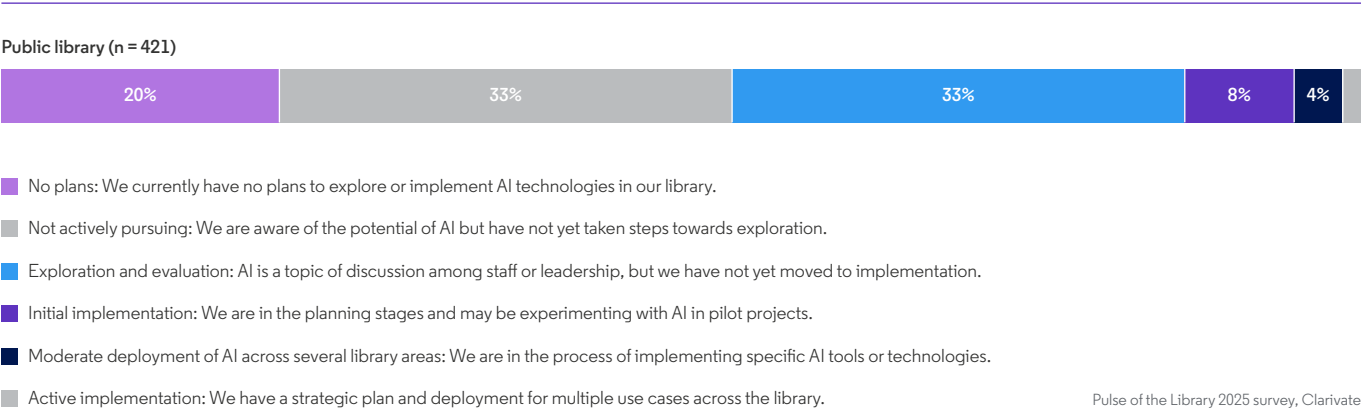 Public library (n = 421)
20% 33% 33% 8% 4%
No plans: We currently have no plans to explore or implement AI technologies in our library.
Not actively pursuing: We are aware of the potential of AI but have not yet taken steps towards exploration.
Exploration and evaluation: AI is a topic of discussion among staff or leadership, but we have not yet moved to implementation.
Initial implementation: We are in the planning stages and may be experimenting with AI in pilot projects.
Moderate deployment of AI across several library areas: We are in the process of implementing specific AI tools or technologies.
Active implementation: We have a strategic plan and deployment for multiple use cases across the library.
Pulse of the Library 2025 survey, Clarivate